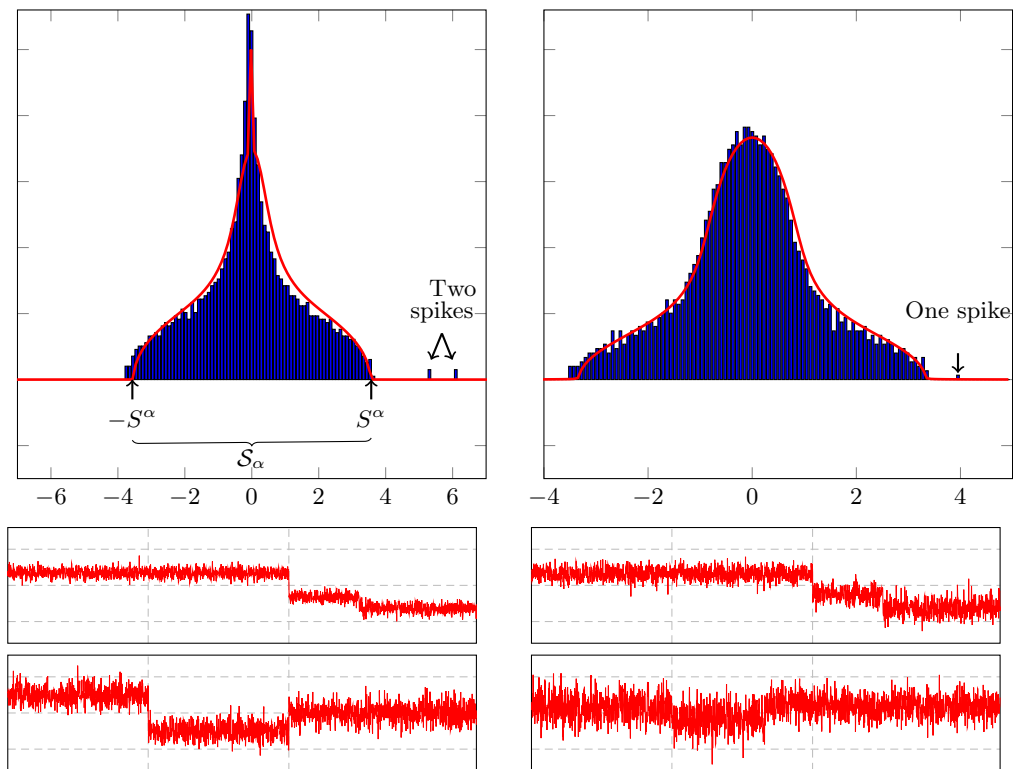 Two
spikes
−S^α
S^α
𝒮_α
−6 −4 −2 0 2 4 6
One spike
−4 −2 0 2 4